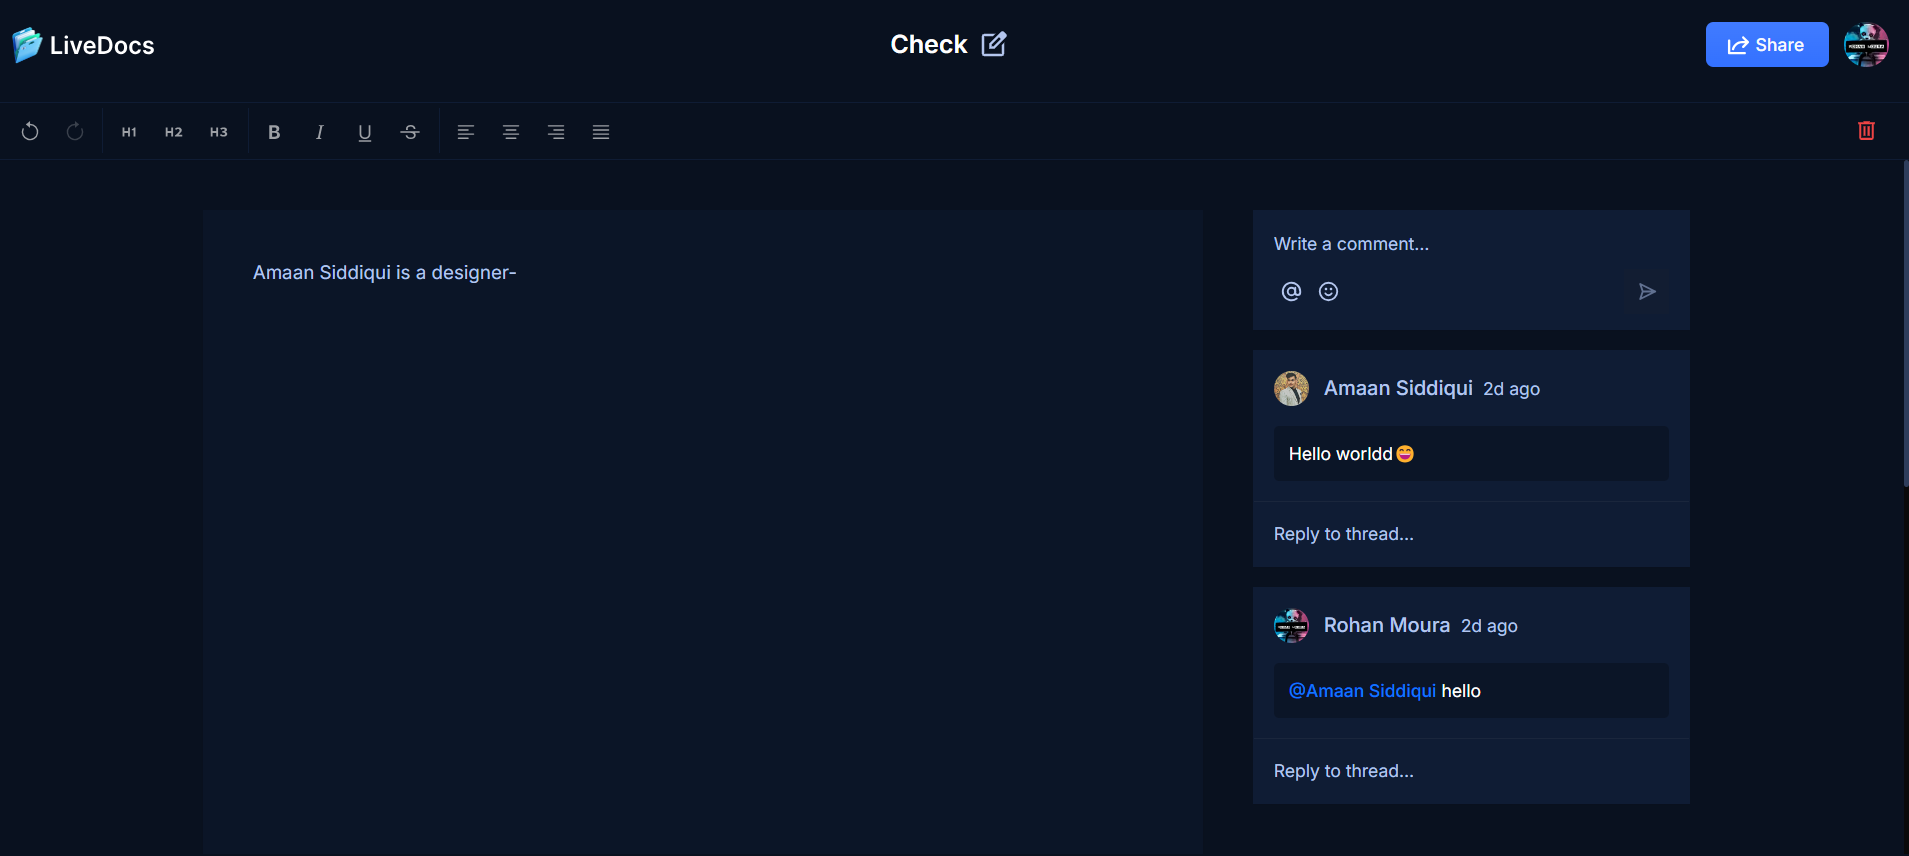 LiveDocs
Check
Share
H1 H2 H3 B I U S
Amaan Siddiqui is a designer-
Write a comment...
@
Amaan Siddiqui 2d ago
Hello worldd😄
Reply to thread...
Rohan Moura 2d ago
@Amaan Siddiqui hello
Reply to thread...